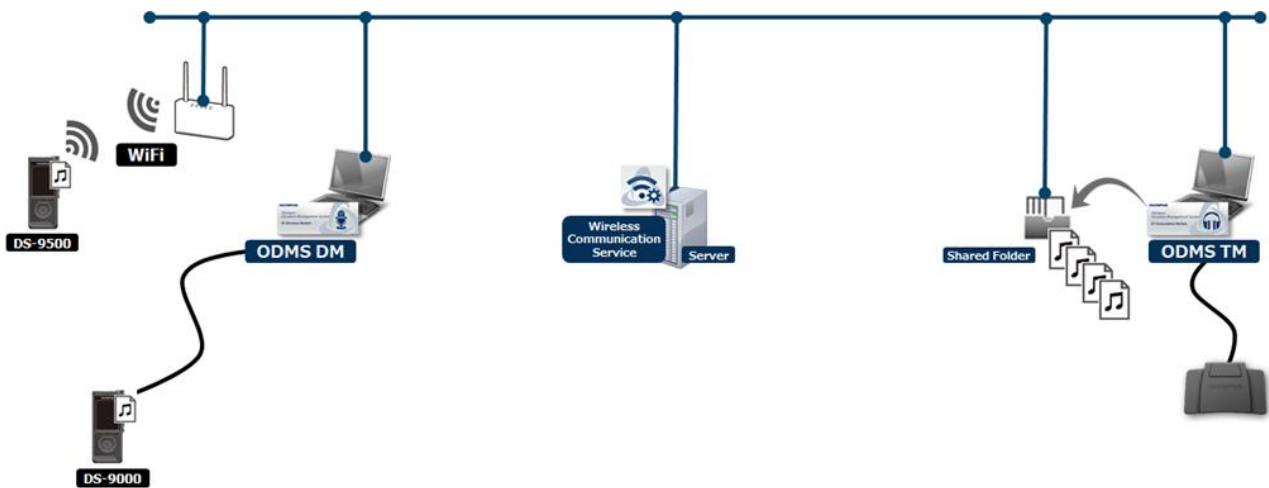 WiFi
DS-9500
ODMS DM
Wireless
Communication
Service
Server
Shared Folder
ODMS TM
DS-9000